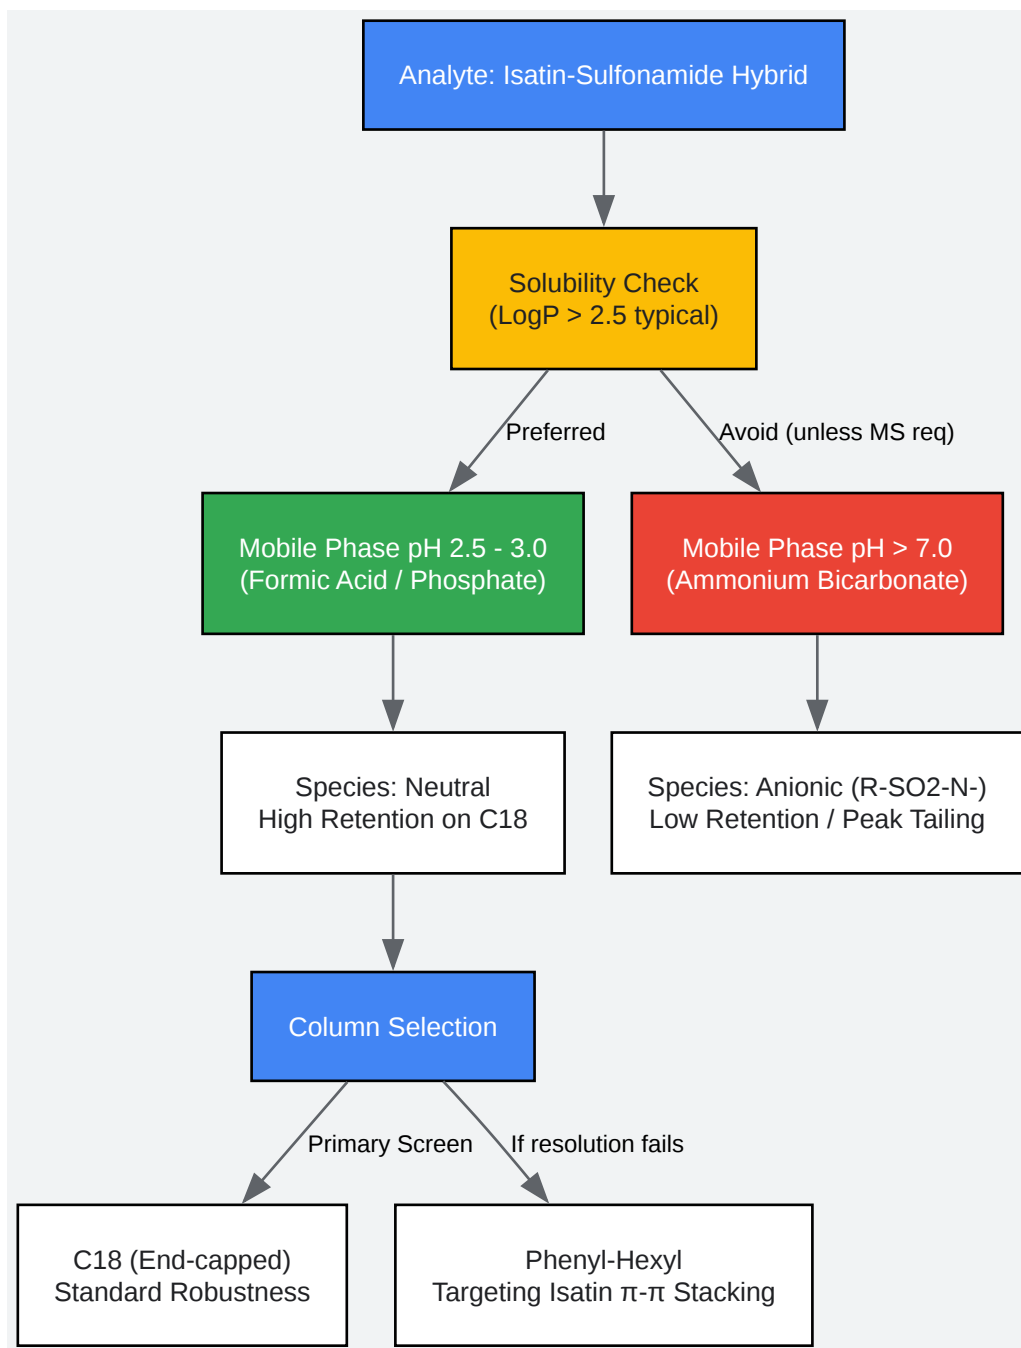 Analyte: Isatin-Sulfonamide Hybrid
Solubility Check
(LogP > 2.5 typical)
Preferred
Avoid (unless MS req)
Mobile Phase pH 2.5 - 3.0
(Formic Acid / Phosphate)
Mobile Phase pH > 7.0
(Ammonium Bicarbonate)
Species: Neutral
High Retention on C18
Species: Anionic (R-SO2-N-)
Low Retention / Peak Tailing
Column Selection
Primary Screen
If resolution fails
C18 (End-capped)
Standard Robustness
Phenyl-Hexyl
Targeting Isatin π-π Stacking